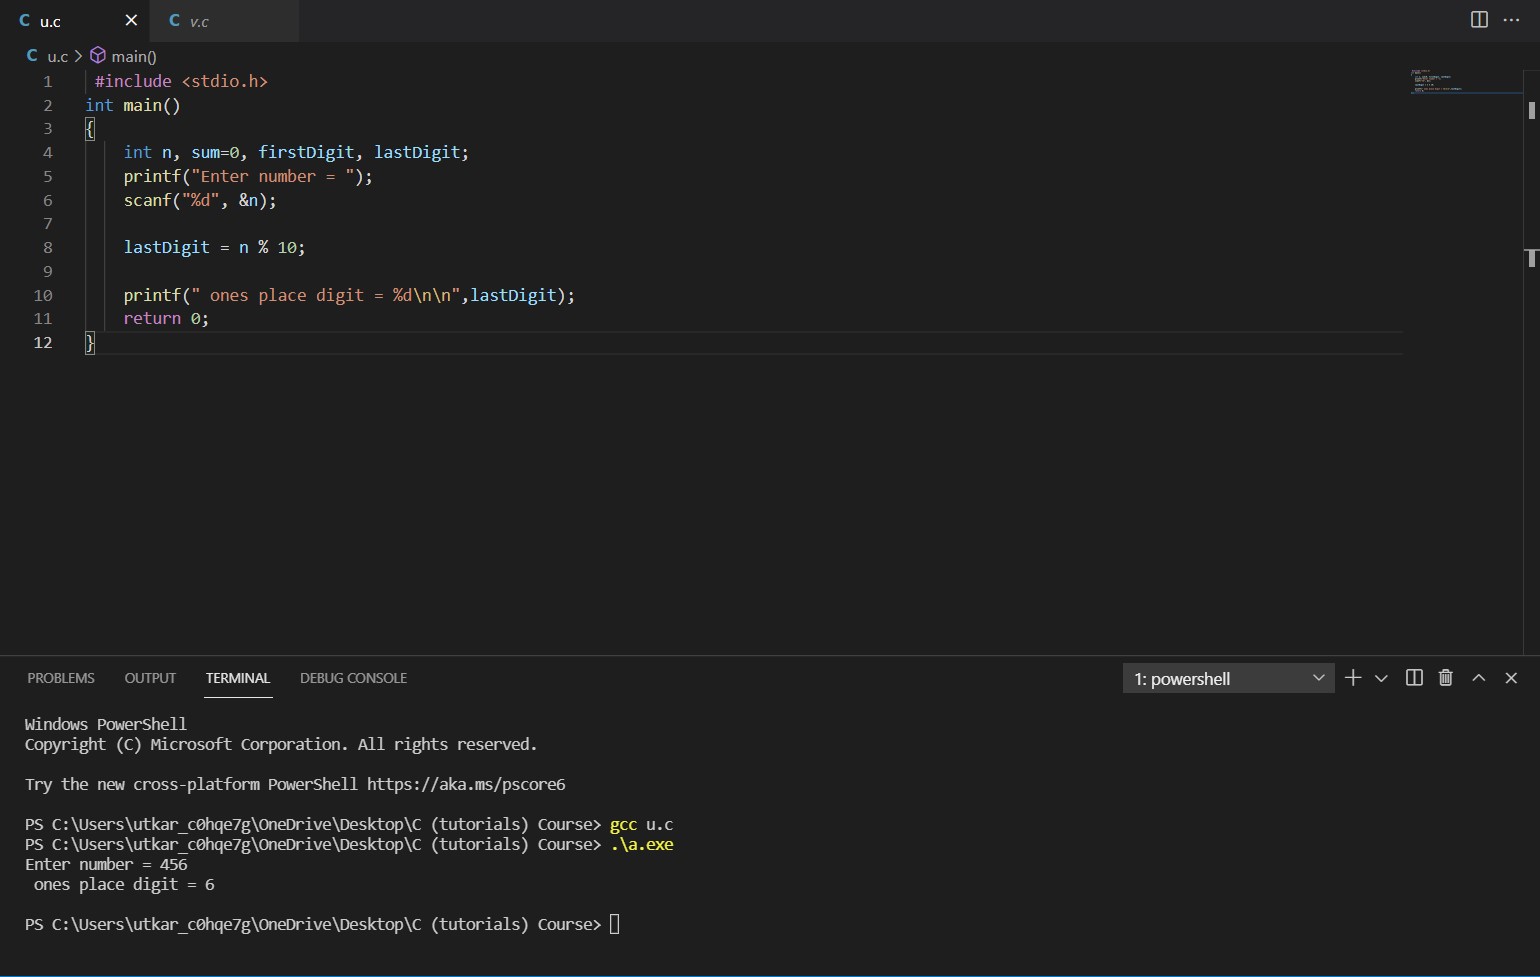 C u.c × C v.c ···
C u.c > main()
1 #include <stdio.h>
2 int main()
3 {
4 int n, sum=0, firstDigit, lastDigit;
5 printf("Enter number = ");
6 scanf("%d", &n);
7
8 lastDigit = n % 10;
9
10 printf(" ones place digit = %d\n\n",lastDigit);
11 return 0;
12 }
PROBLEMS OUTPUT TERMINAL DEBUG CONSOLE 1: powershell
Windows PowerShell
Copyright (C) Microsoft Corporation. All rights reserved.
Try the new cross-platform PowerShell https://aka.ms/pscore6
PS C:\Users\utkar_c0hqe7g\OneDrive\Desktop\C (tutorials) Course> gcc u.c
PS C:\Users\utkar_c0hqe7g\OneDrive\Desktop\C (tutorials) Course> .\a.exe
Enter number = 456
 ones place digit = 6
PS C:\Users\utkar_c0hqe7g\OneDrive\Desktop\C (tutorials) Course>